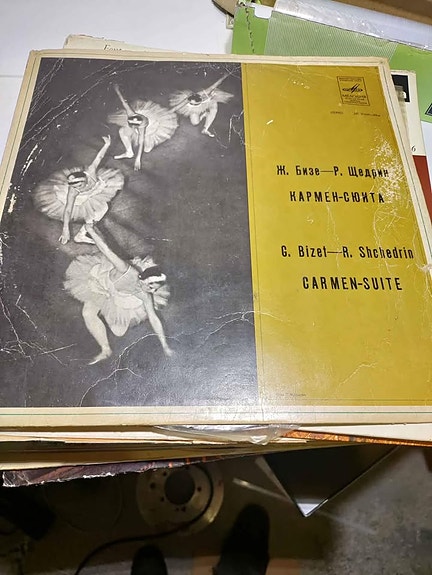 Ж. Бизе—Р. Щедрин
КАРМЕН-СЮИТА
G. Bizet—R. Shchedrin
CARMEN-SUITE